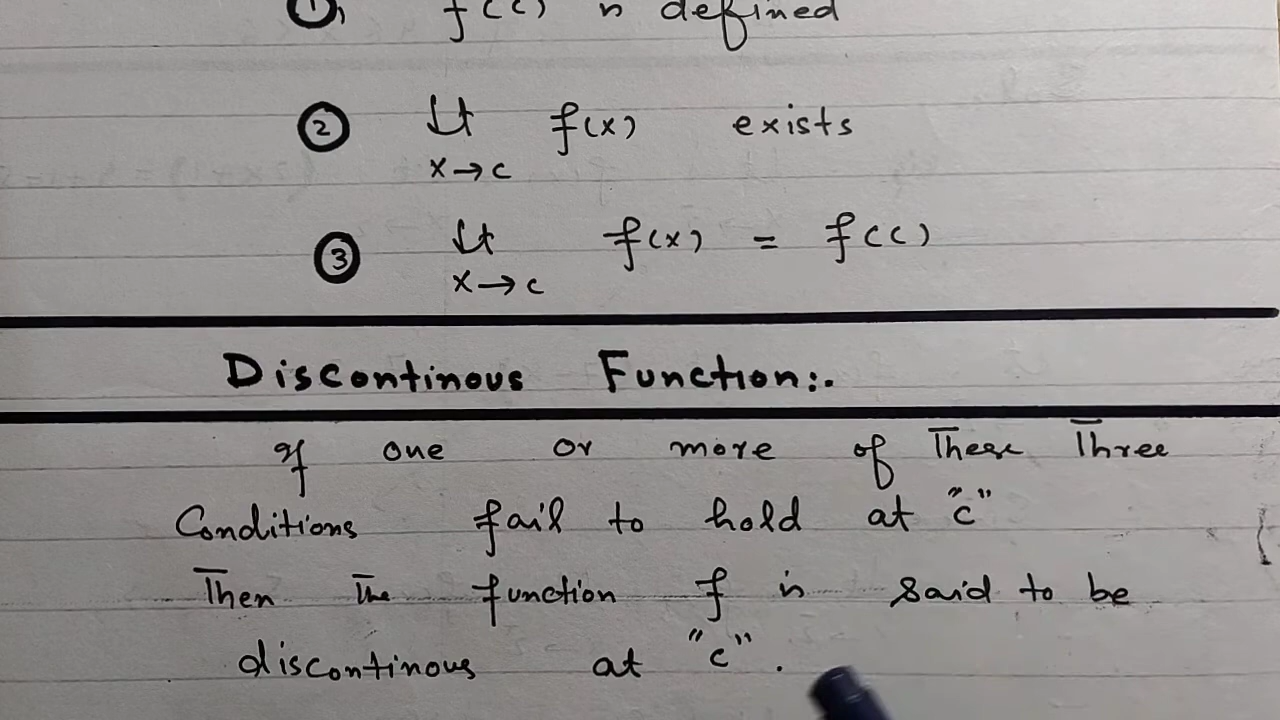 ①, f(c) is defined
② Lt f(x) exists
x→c
③ Lt f(x) = f(c)
x→c
Discontinous Function:.
If one or more of These Three
Conditions fail to hold at "c"
Then The function f is said to be
discontinous at "c".